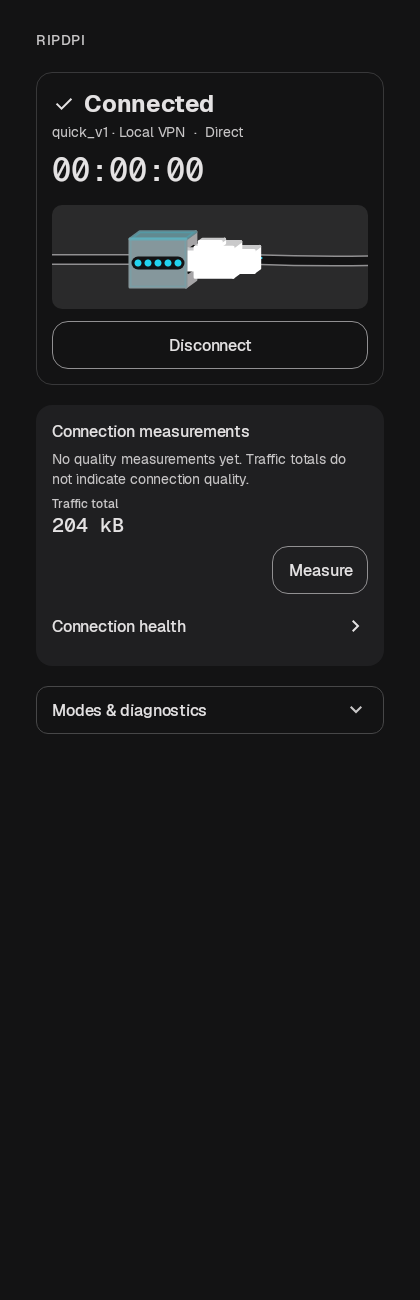 RIPDPI
Connected
quick_v1 · Local VPN · Direct
00:00:00
Disconnect
Connection measurements
No quality measurements yet. Traffic totals do
not indicate connection quality.
Traffic total
204 kB
Measure
Connection health
Modes & diagnostics